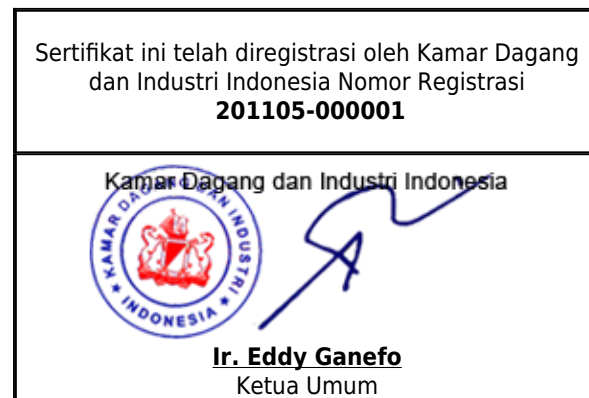 Sertifikat ini telah diregistrasi oleh Kamar Dagang
dan Industri Indonesia Nomor Registrasi
201105-000001
Kamar Dagang dan Industri Indonesia
KAMAR DAGANG DAN INDUSTRI
INDONESIA
Ir. Eddy Ganefo
Ketua Umum